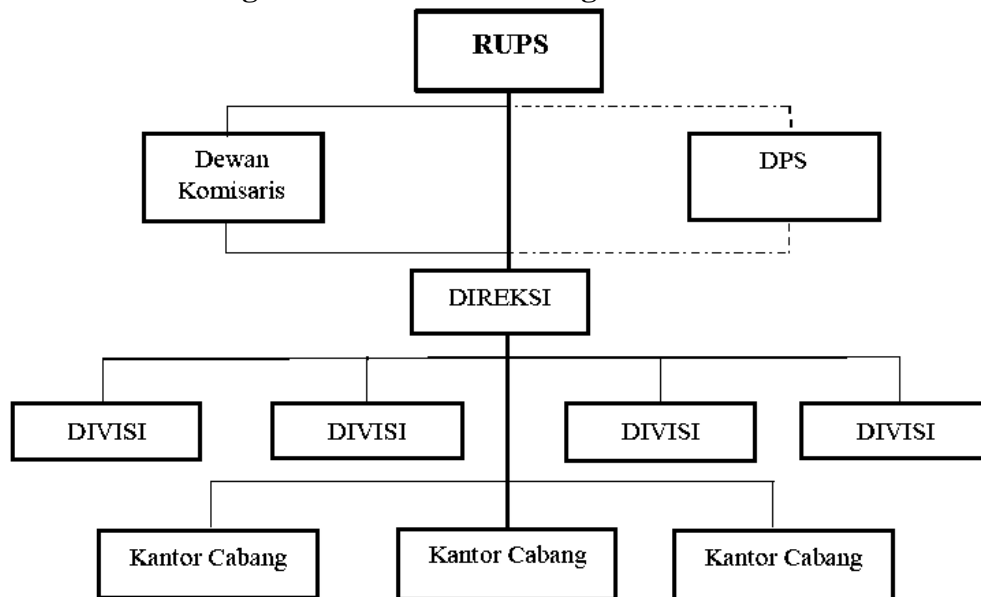 RUPS
Dewan
Komisaris
DPS
DIREKSI
DIVISI
DIVISI
DIVISI
DIVISI
Kantor Cabang
Kantor Cabang
Kantor Cabang